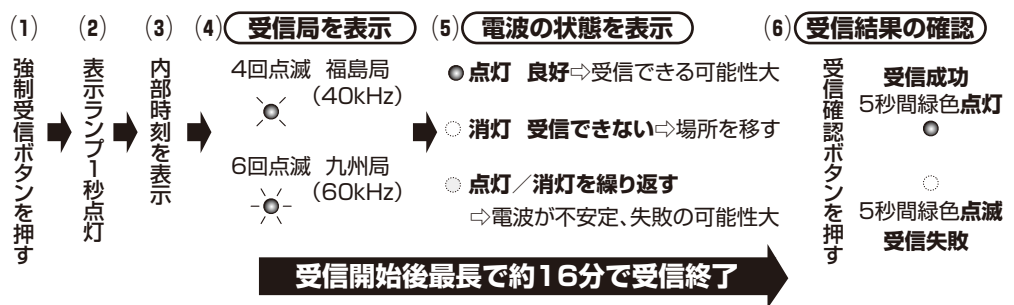 (1)
強制受信ボタンを押す
(2)
表示ランプ1秒点灯
(3)
内部時刻を表示
(4) 受信局を表示
4回点滅 福島局
(40kHz)
6回点滅 九州局
(60kHz)
(5) 電波の状態を表示
点灯 良好⇨受信できる可能性大
消灯 受信できない⇨場所を移す
点灯／消灯を繰り返す
⇨電波が不安定、失敗の可能性大
(6) 受信結果の確認
受信確認ボタンを押す
受信成功
5秒間緑色点灯
5秒間緑色点滅
受信失敗
受信開始後最長で約16分で受信終了